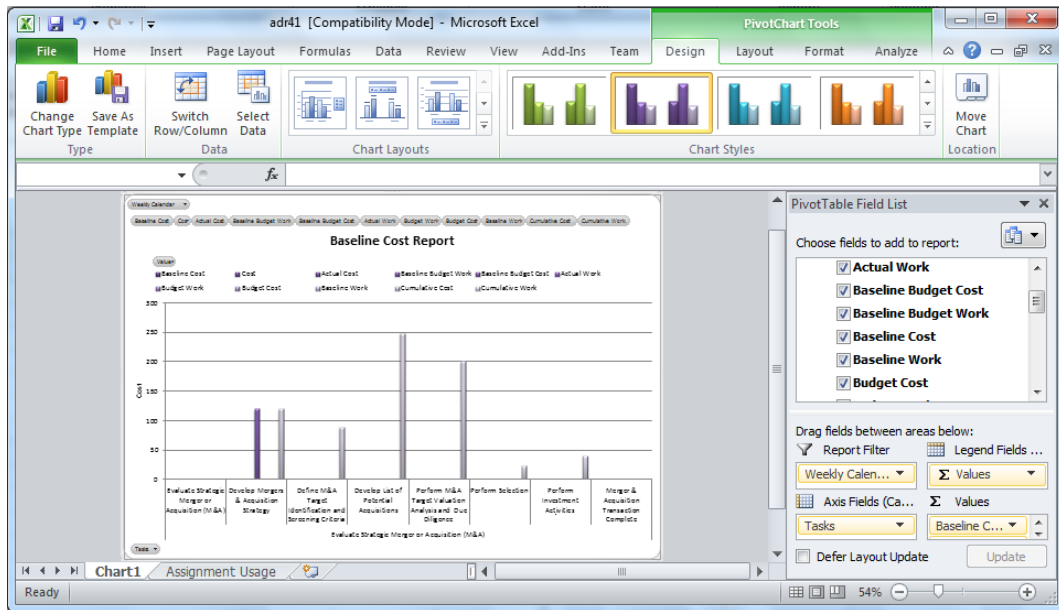 adr41 [Compatibility Mode] - Microsoft Excel
PivotChart Tools
File Home Insert Page Layout Formulas Data Review View Add-Ins Team Design Layout Format Analyze
Change Chart Type
Save As Template
Switch Row/Column
Select Data
Move Chart
Type Data Chart Layouts Chart Styles Location
fx
Weekly Calendar
Baseline Cost Cost Actual Cost Baseline Budget Work Baseline Budget Cost Actual Work Budget Work Budget Cost Baseline Work Cumulative Cost Cumulative Work
Baseline Cost Report
Values
Baseline Cost Cost Actual Cost Baseline Budget Work Baseline Budget Cost Actual Work
Budget Work Budget Cost Baseline Work Cumulative Cost Cumulative Work
300
250
200
150
100
50
0
Cost
Evaluate Strategic Merger or Acquisition (M&A)
Develop Mergers & Acquisition Strategy
Define M&A Target Identification and Screening Criteria
Develop List of Potential Acquisitions
Perform M&A Target Valuation Analysis and Due Diligence
Perform Selection
Perform Investment Activities
Merger & Acquisition Transaction Complete
Evaluate Strategic Merger or Acquisition (M&A)
Tasks
PivotTable Field List
Choose fields to add to report:
Actual Work
Baseline Budget Cost
Baseline Budget Work
Baseline Cost
Baseline Work
Budget Cost
Drag fields between areas below:
Report Filter
Legend Fields ...
Weekly Calen...
Σ Values
Axis Fields (Ca...
Σ Values
Tasks
Baseline C...
Defer Layout Update
Update
Chart1 Assignment Usage
Ready
54%